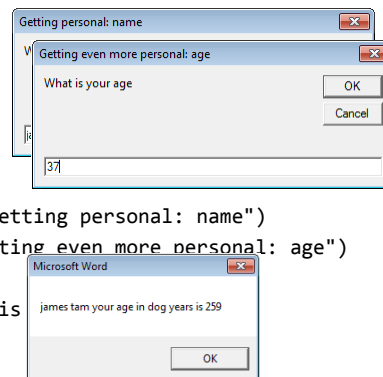 Getting personal: name
Getting even more personal: age
What is your age
OK
Cancel
37
etting personal: name")
ting even more personal: age")
Microsoft Word
is
james tam your age in dog years is 259
OK